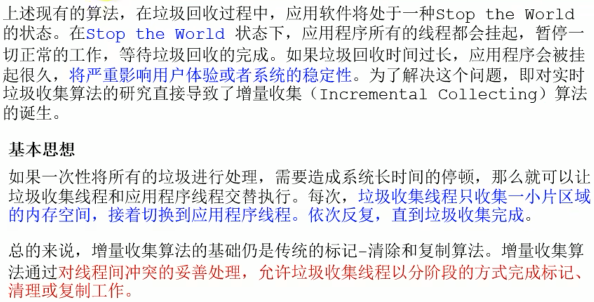 上述现有的算法，在垃圾回收过程中，应用软件将处于一种Stop the World
的状态。在Stop the World 状态下，应用程序所有的线程都会挂起，暂停一
切正常的工作，等待垃圾回收的完成。如果垃圾回收时间过长，应用程序会被挂
起很久，将严重影响用户体验或者系统的稳定性。为了解决这个问题，即对实时
垃圾收集算法的研究直接导致了增量收集（Incremental Collecting）算法
的诞生。
基本思想
如果一次性将所有的垃圾进行处理，需要造成系统长时间的停顿，那么就可以让
垃圾收集线程和应用程序线程交替执行。每次，垃圾收集线程只收集一小片区域
的内存空间，接着切换到应用程序线程。依次反复，直到垃圾收集完成。
总的来说，增量收集算法的基础仍是传统的标记-清除和复制算法。增量收集算
法通过对线程间冲突的妥善处理，允许垃圾收集线程以分阶段的方式完成标记、
清理或复制工作。